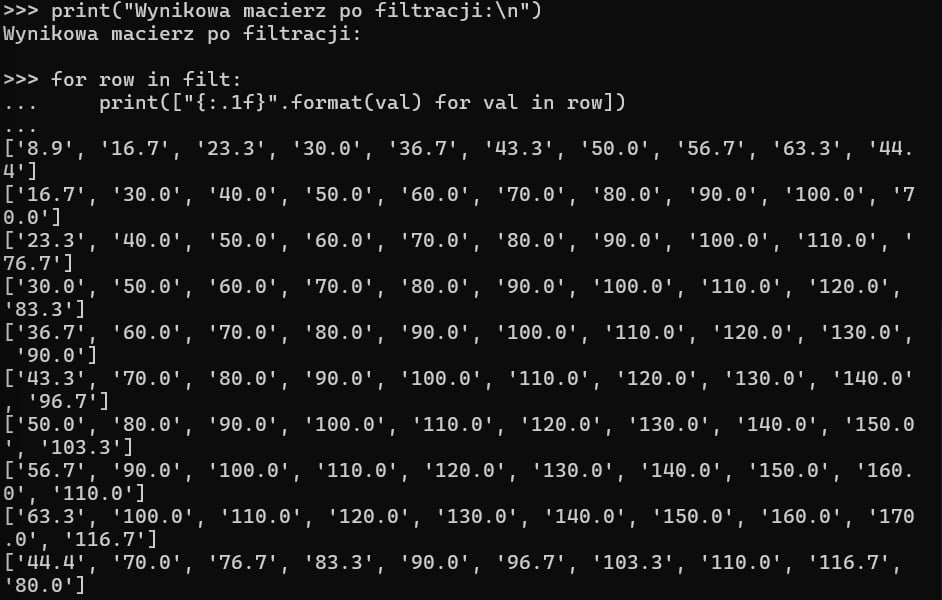 >>> print("Wynikowa macierz po filtracji:\n")
Wynikowa macierz po filtracji:

>>> for row in filt:
...     print(["{:.1f}".format(val) for val in row])
...
['8.9', '16.7', '23.3', '30.0', '36.7', '43.3', '50.0', '56.7', '63.3', '44.
4']
['16.7', '30.0', '40.0', '50.0', '60.0', '70.0', '80.0', '90.0', '100.0', '7
0.0']
['23.3', '40.0', '50.0', '60.0', '70.0', '80.0', '90.0', '100.0', '110.0', '
76.7']
['30.0', '50.0', '60.0', '70.0', '80.0', '90.0', '100.0', '110.0', '120.0',
'83.3']
['36.7', '60.0', '70.0', '80.0', '90.0', '100.0', '110.0', '120.0', '130.0',
 '90.0']
['43.3', '70.0', '80.0', '90.0', '100.0', '110.0', '120.0', '130.0', '140.0'
, '96.7']
['50.0', '80.0', '90.0', '100.0', '110.0', '120.0', '130.0', '140.0', '150.0
', '103.3']
['56.7', '90.0', '100.0', '110.0', '120.0', '130.0', '140.0', '150.0', '160.
0', '110.0']
['63.3', '100.0', '110.0', '120.0', '130.0', '140.0', '150.0', '160.0', '170
.0', '116.7']
['44.4', '70.0', '76.7', '83.3', '90.0', '96.7', '103.3', '110.0', '116.7',
'80.0']